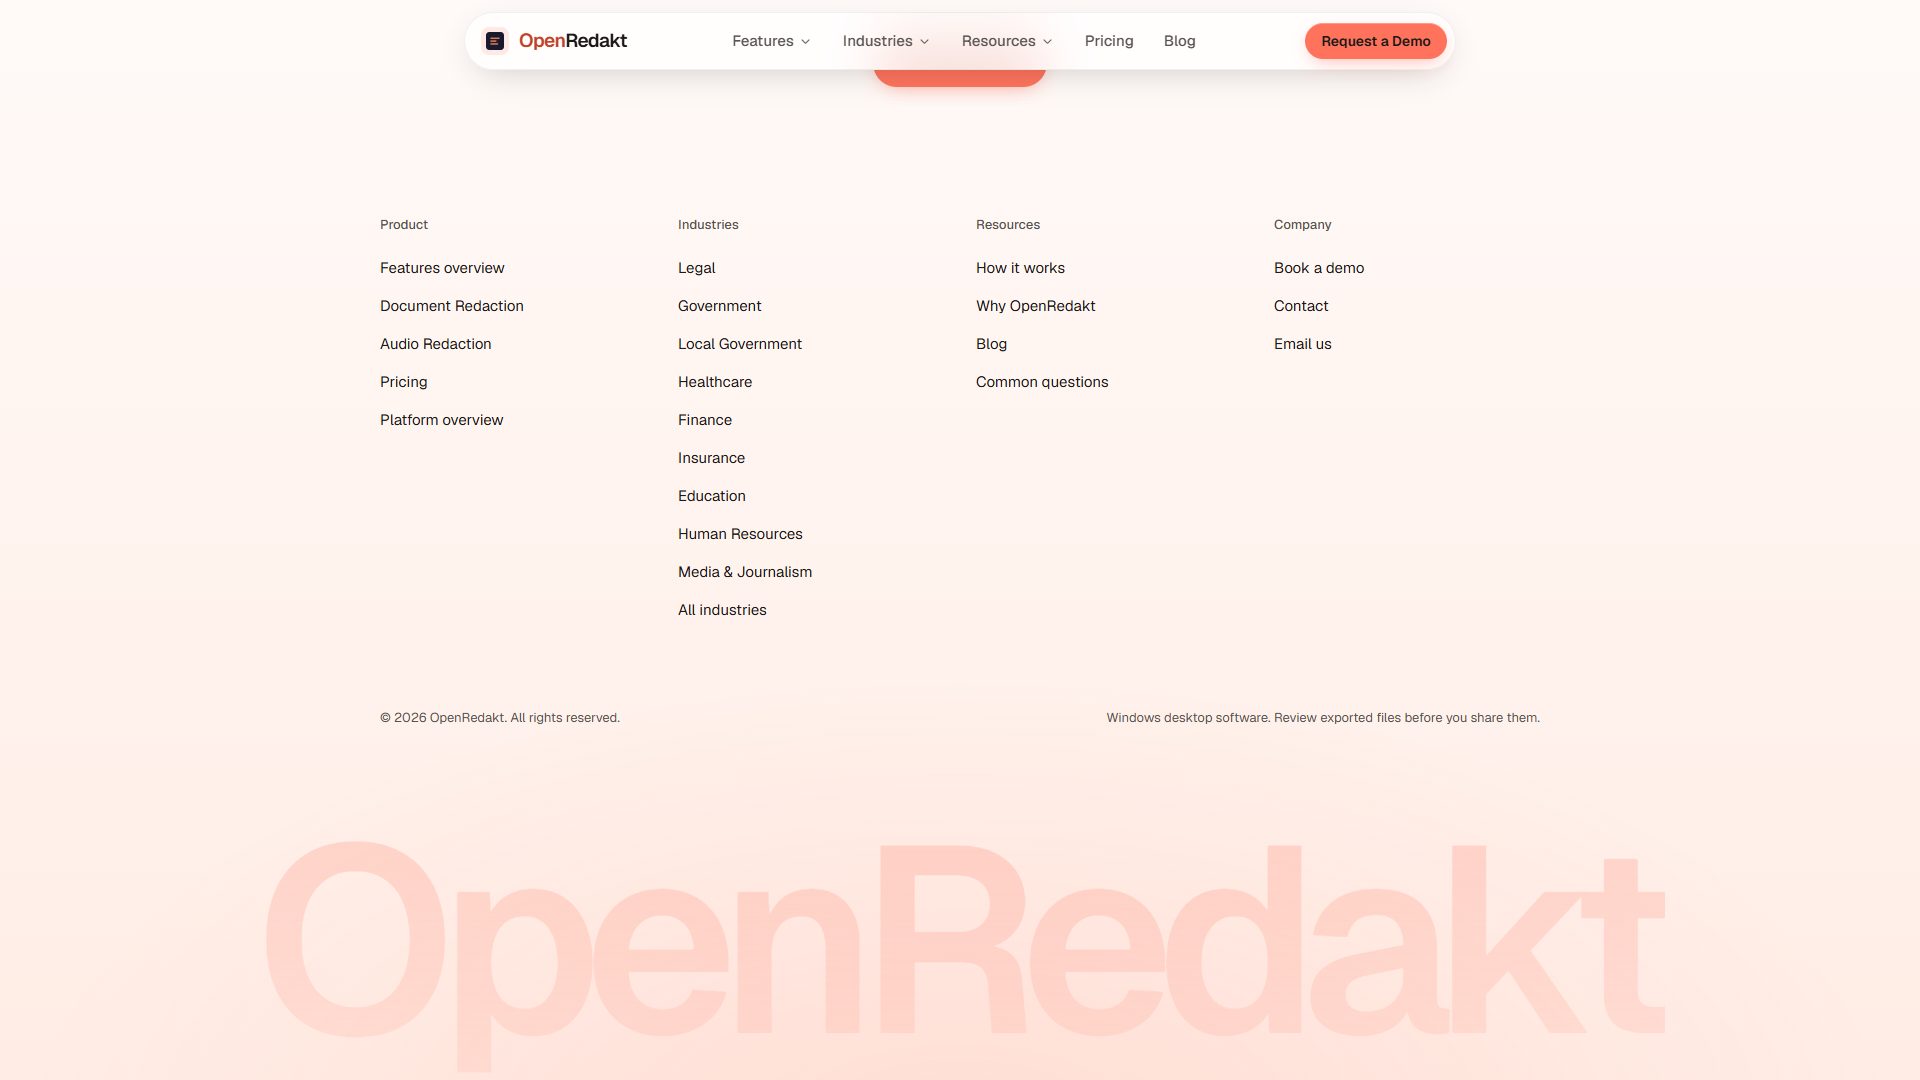 OpenRedakt
Features
Industries
Resources
Pricing
Blog
Request a Demo
Product
Features overview
Document Redaction
Audio Redaction
Pricing
Platform overview
Industries
Legal
Government
Local Government
Healthcare
Finance
Insurance
Education
Human Resources
Media & Journalism
All industries
Resources
How it works
Why OpenRedakt
Blog
Common questions
Company
Book a demo
Contact
Email us
© 2026 OpenRedakt. All rights reserved.
Windows desktop software. Review exported files before you share them.
OpenRedakt